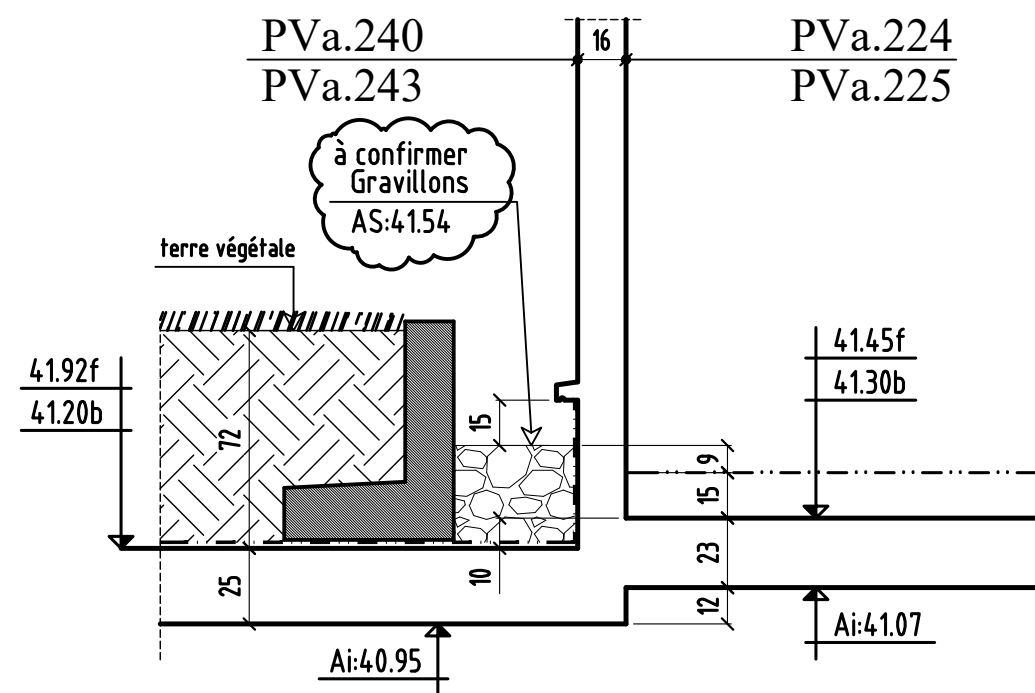 PVa.240
16
PVa.224
PVa.243
PVa.225
à confirmer
Gravillons
AS:41.54
terre végétale
41.92f
41.20b
41.45f
41.30b
72
15
9
15
25
10
23
12
Ai:40.95
Ai:41.07